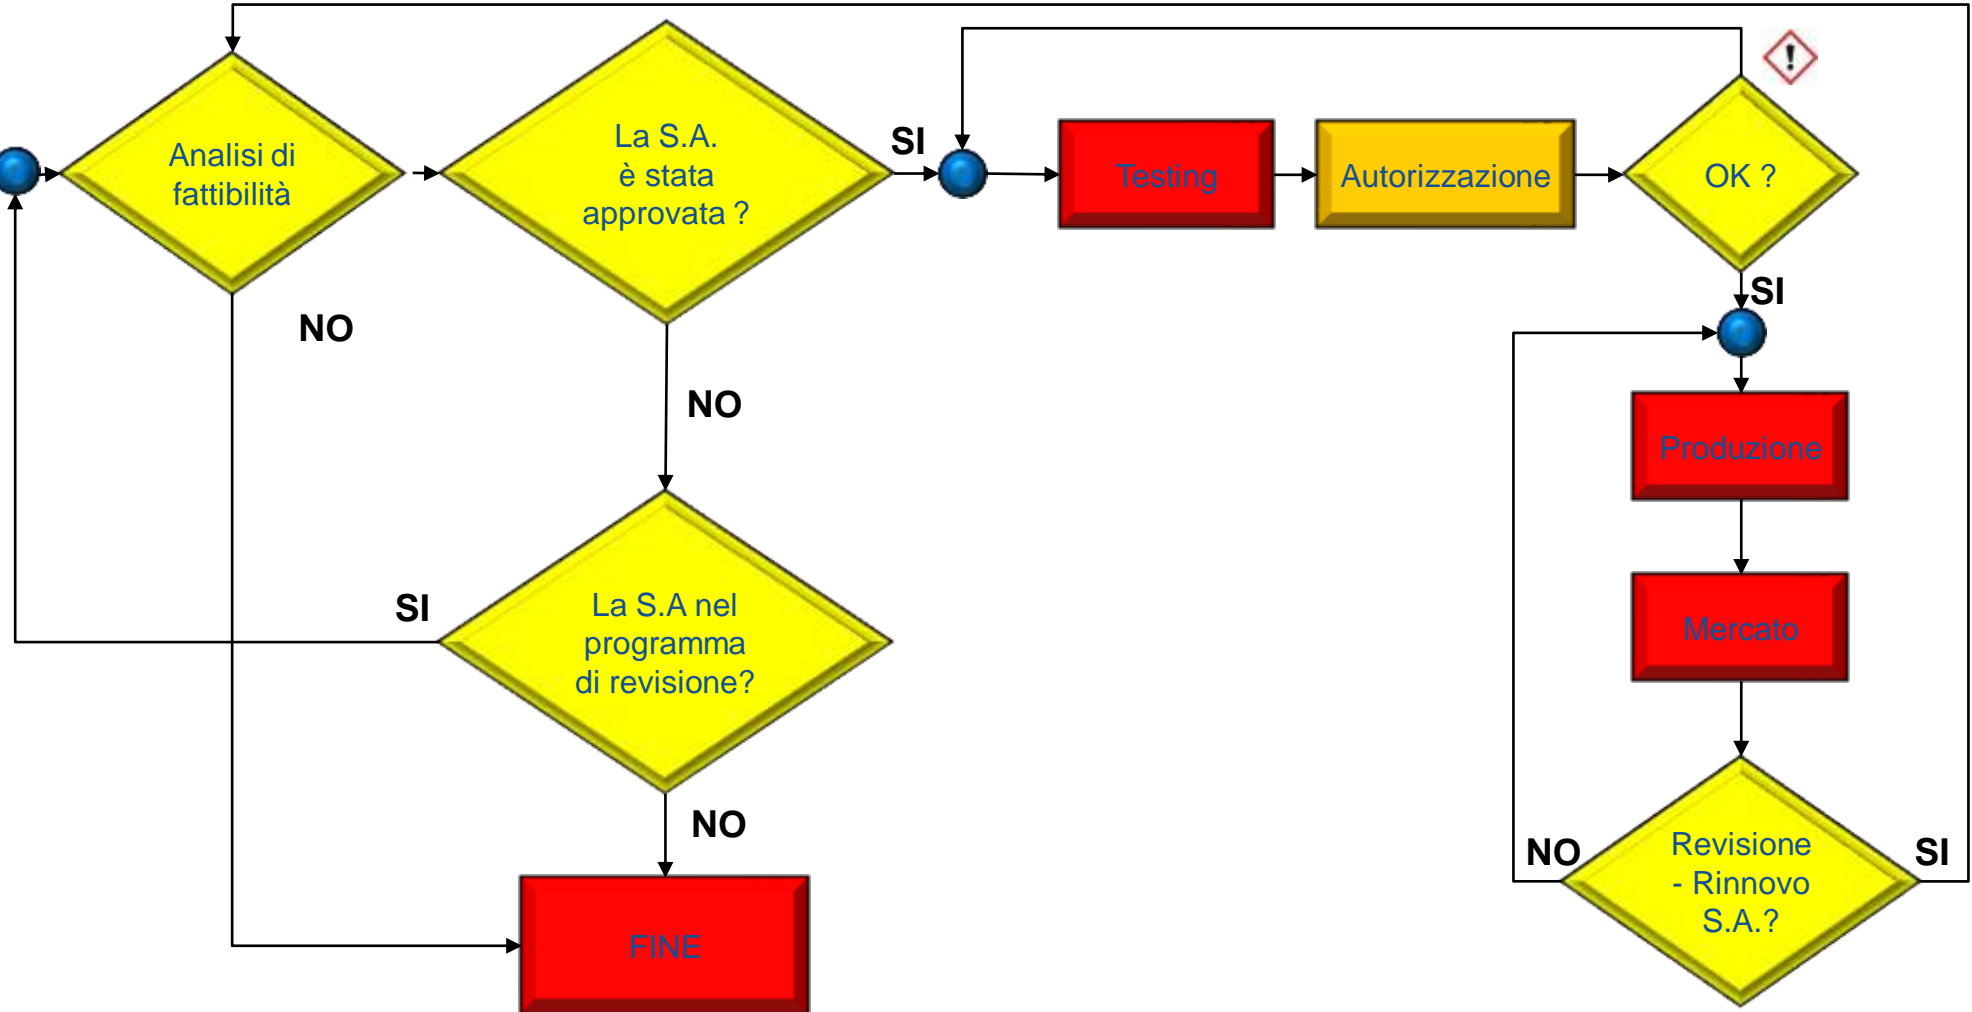 Analisi di
fattibilità
NO
La S.A.
è stata
approvata ?
SI
NO
Testing
Autorizzazione
OK ?
!
SI
Produzione
Mercato
Revisione
- Rinnovo
S.A.?
NO
SI
La S.A nel
programma
di revisione?
SI
NO
FINE